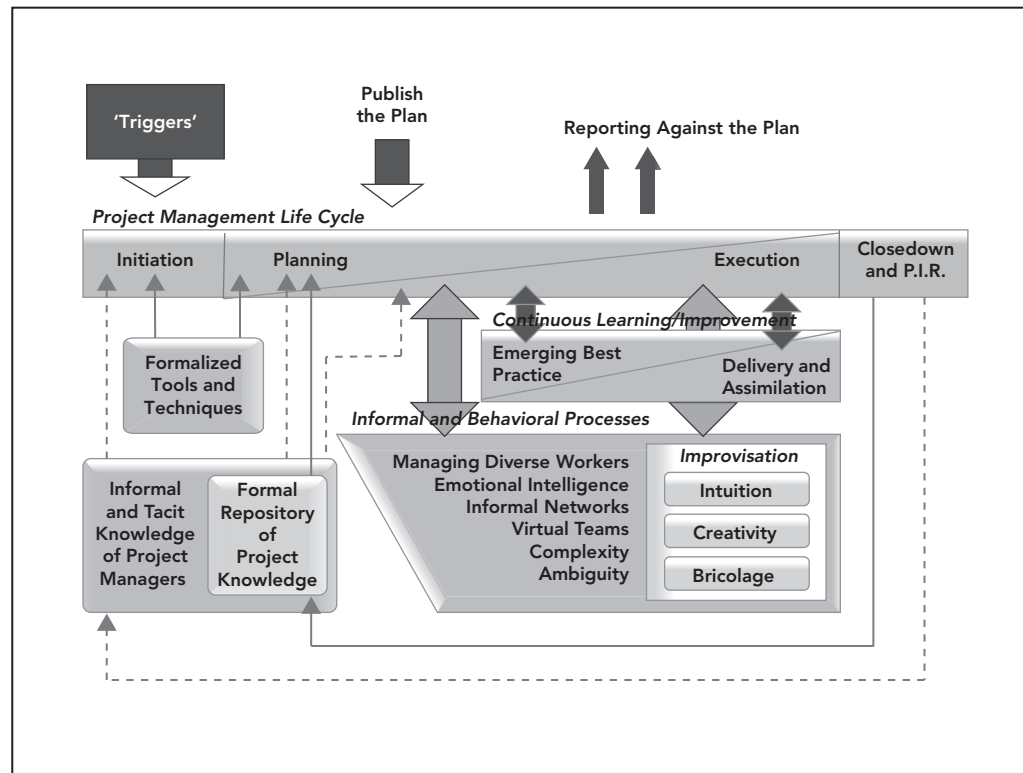 'Triggers'
Publish
the Plan
Reporting Against the Plan
Project Management Life Cycle
Initiation
Planning
Execution
Closedown
and P.I.R.
Continuous Learning/Improvement
Emerging Best
Practice
Delivery and
Assimilation
Formalized
Tools and
Techniques
Informal and Behavioral Processes
Managing Diverse Workers
Emotional Intelligence
Informal Networks
Virtual Teams
Complexity
Ambiguity
Improvisation
Intuition
Creativity
Bricolage
Informal
and Tacit
Knowledge
of Project
Managers
Formal
Repository
of
Project
Knowledge